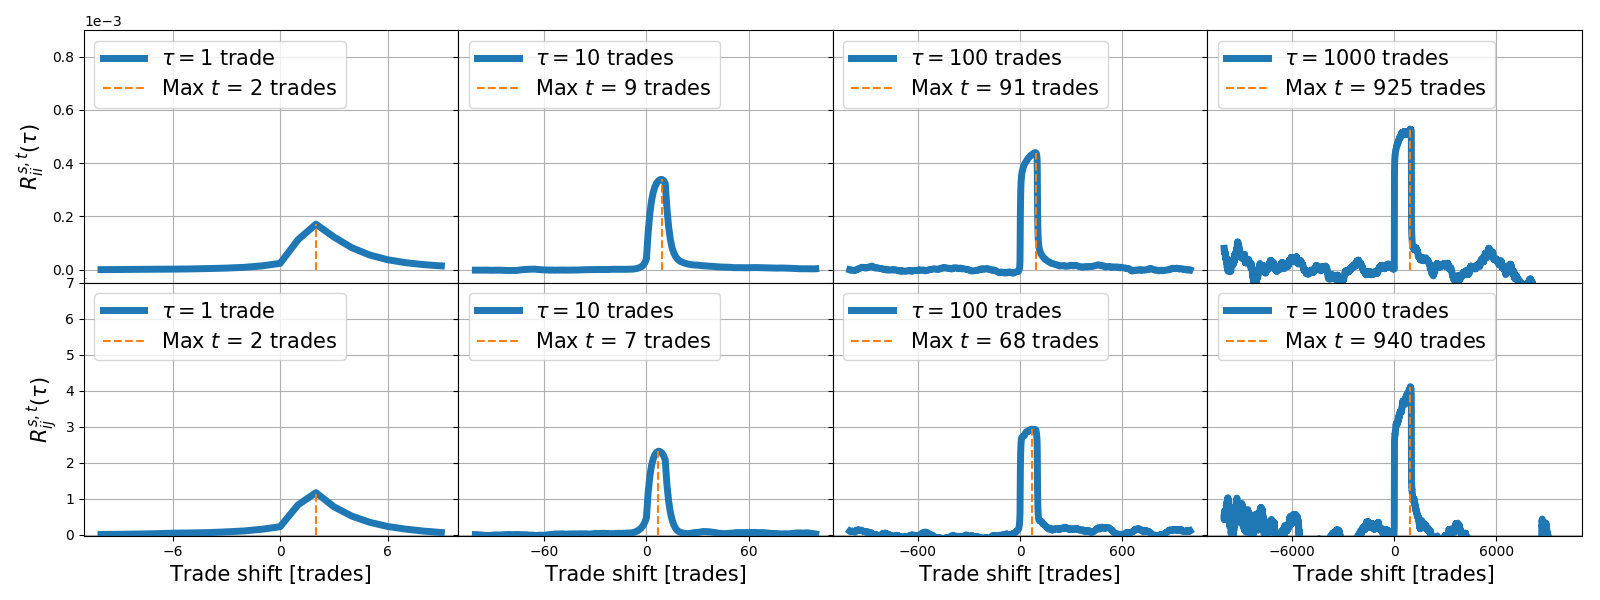 1e−3
τ = 1 trade
Max t = 2 trades
τ = 10 trades
Max t = 9 trades
τ = 100 trades
Max t = 91 trades
τ = 1000 trades
Max t = 925 trades
0.8
0.6
0.4
0.2
0.0
R_{ii}^{s, t}(τ)
τ = 1 trade
Max t = 2 trades
τ = 10 trades
Max t = 7 trades
τ = 100 trades
Max t = 68 trades
τ = 1000 trades
Max t = 940 trades
7
6
5
4
3
2
1
0
R_{ij}^{s, t}(τ)
−6 0 6
−60 0 60
−600 0 600
−6000 0 6000
Trade shift [trades]
Trade shift [trades]
Trade shift [trades]
Trade shift [trades]